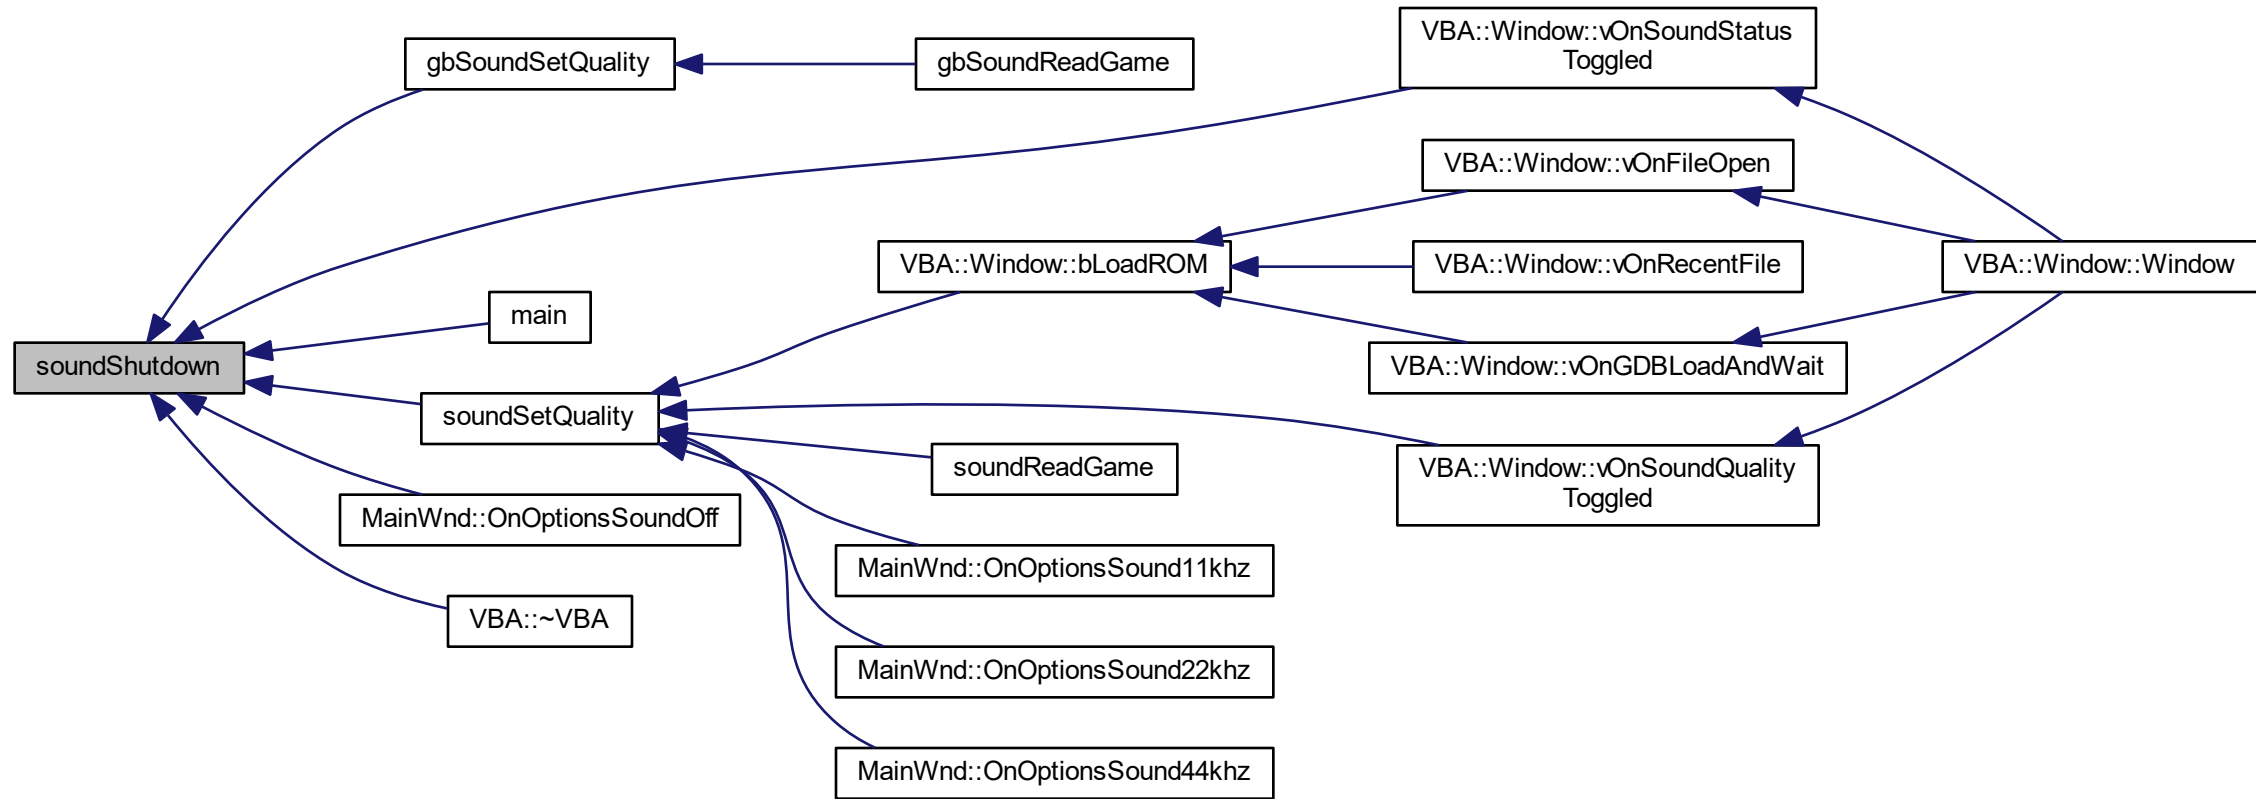 VBA::Window::vOnSoundStatus
Toggled
gbSoundSetQuality
gbSoundReadGame
VBA::Window::vOnFileOpen
VBA::Window::bLoadROM
VBA::Window::vOnRecentFile
VBA::Window::Window
main
soundShutdown
VBA::Window::vOnGDBLoadAndWait
soundSetQuality
VBA::Window::vOnSoundQuality
Toggled
soundReadGame
MainWnd::OnOptionsSoundOff
MainWnd::OnOptionsSound11khz
VBA::~VBA
MainWnd::OnOptionsSound22khz
MainWnd::OnOptionsSound44khz